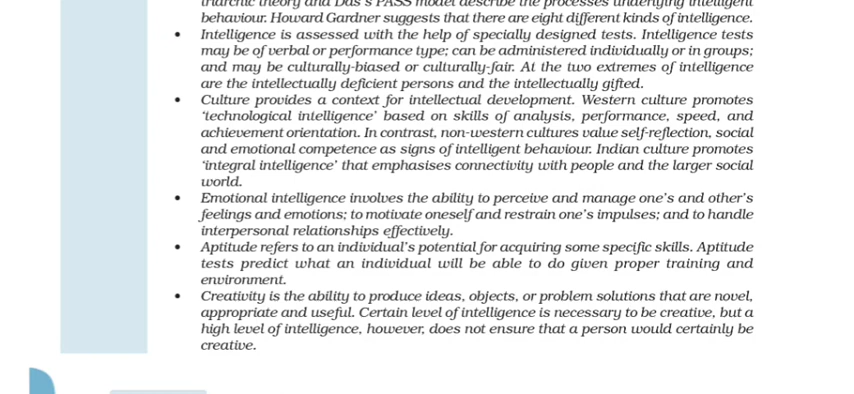 triarchic theory and Das's PASS model describe the processes underlying intelligent
behaviour. Howard Gardner suggests that there are eight different kinds of intelligence.
• Intelligence is assessed with the help of specially designed tests. Intelligence tests
may be of verbal or performance type; can be administered individually or in groups;
and may be culturally-biased or culturally-fair. At the two extremes of intelligence
are the intellectually deficient persons and the intellectually gifted.
• Culture provides a context for intellectual development. Western culture promotes
'technological intelligence' based on skills of analysis, performance, speed, and
achievement orientation. In contrast, non-western cultures value self-reflection, social
and emotional competence as signs of intelligent behaviour. Indian culture promotes
'integral intelligence' that emphasises connectivity with people and the larger social
world.
• Emotional intelligence involves the ability to perceive and manage one's and other's
feelings and emotions; to motivate oneself and restrain one's impulses; and to handle
interpersonal relationships effectively.
• Aptitude refers to an individual's potential for acquiring some specific skills. Aptitude
tests predict what an individual will be able to do given proper training and
environment.
• Creativity is the ability to produce ideas, objects, or problem solutions that are novel,
appropriate and useful. Certain level of intelligence is necessary to be creative, but a
high level of intelligence, however, does not ensure that a person would certainly be
creative.